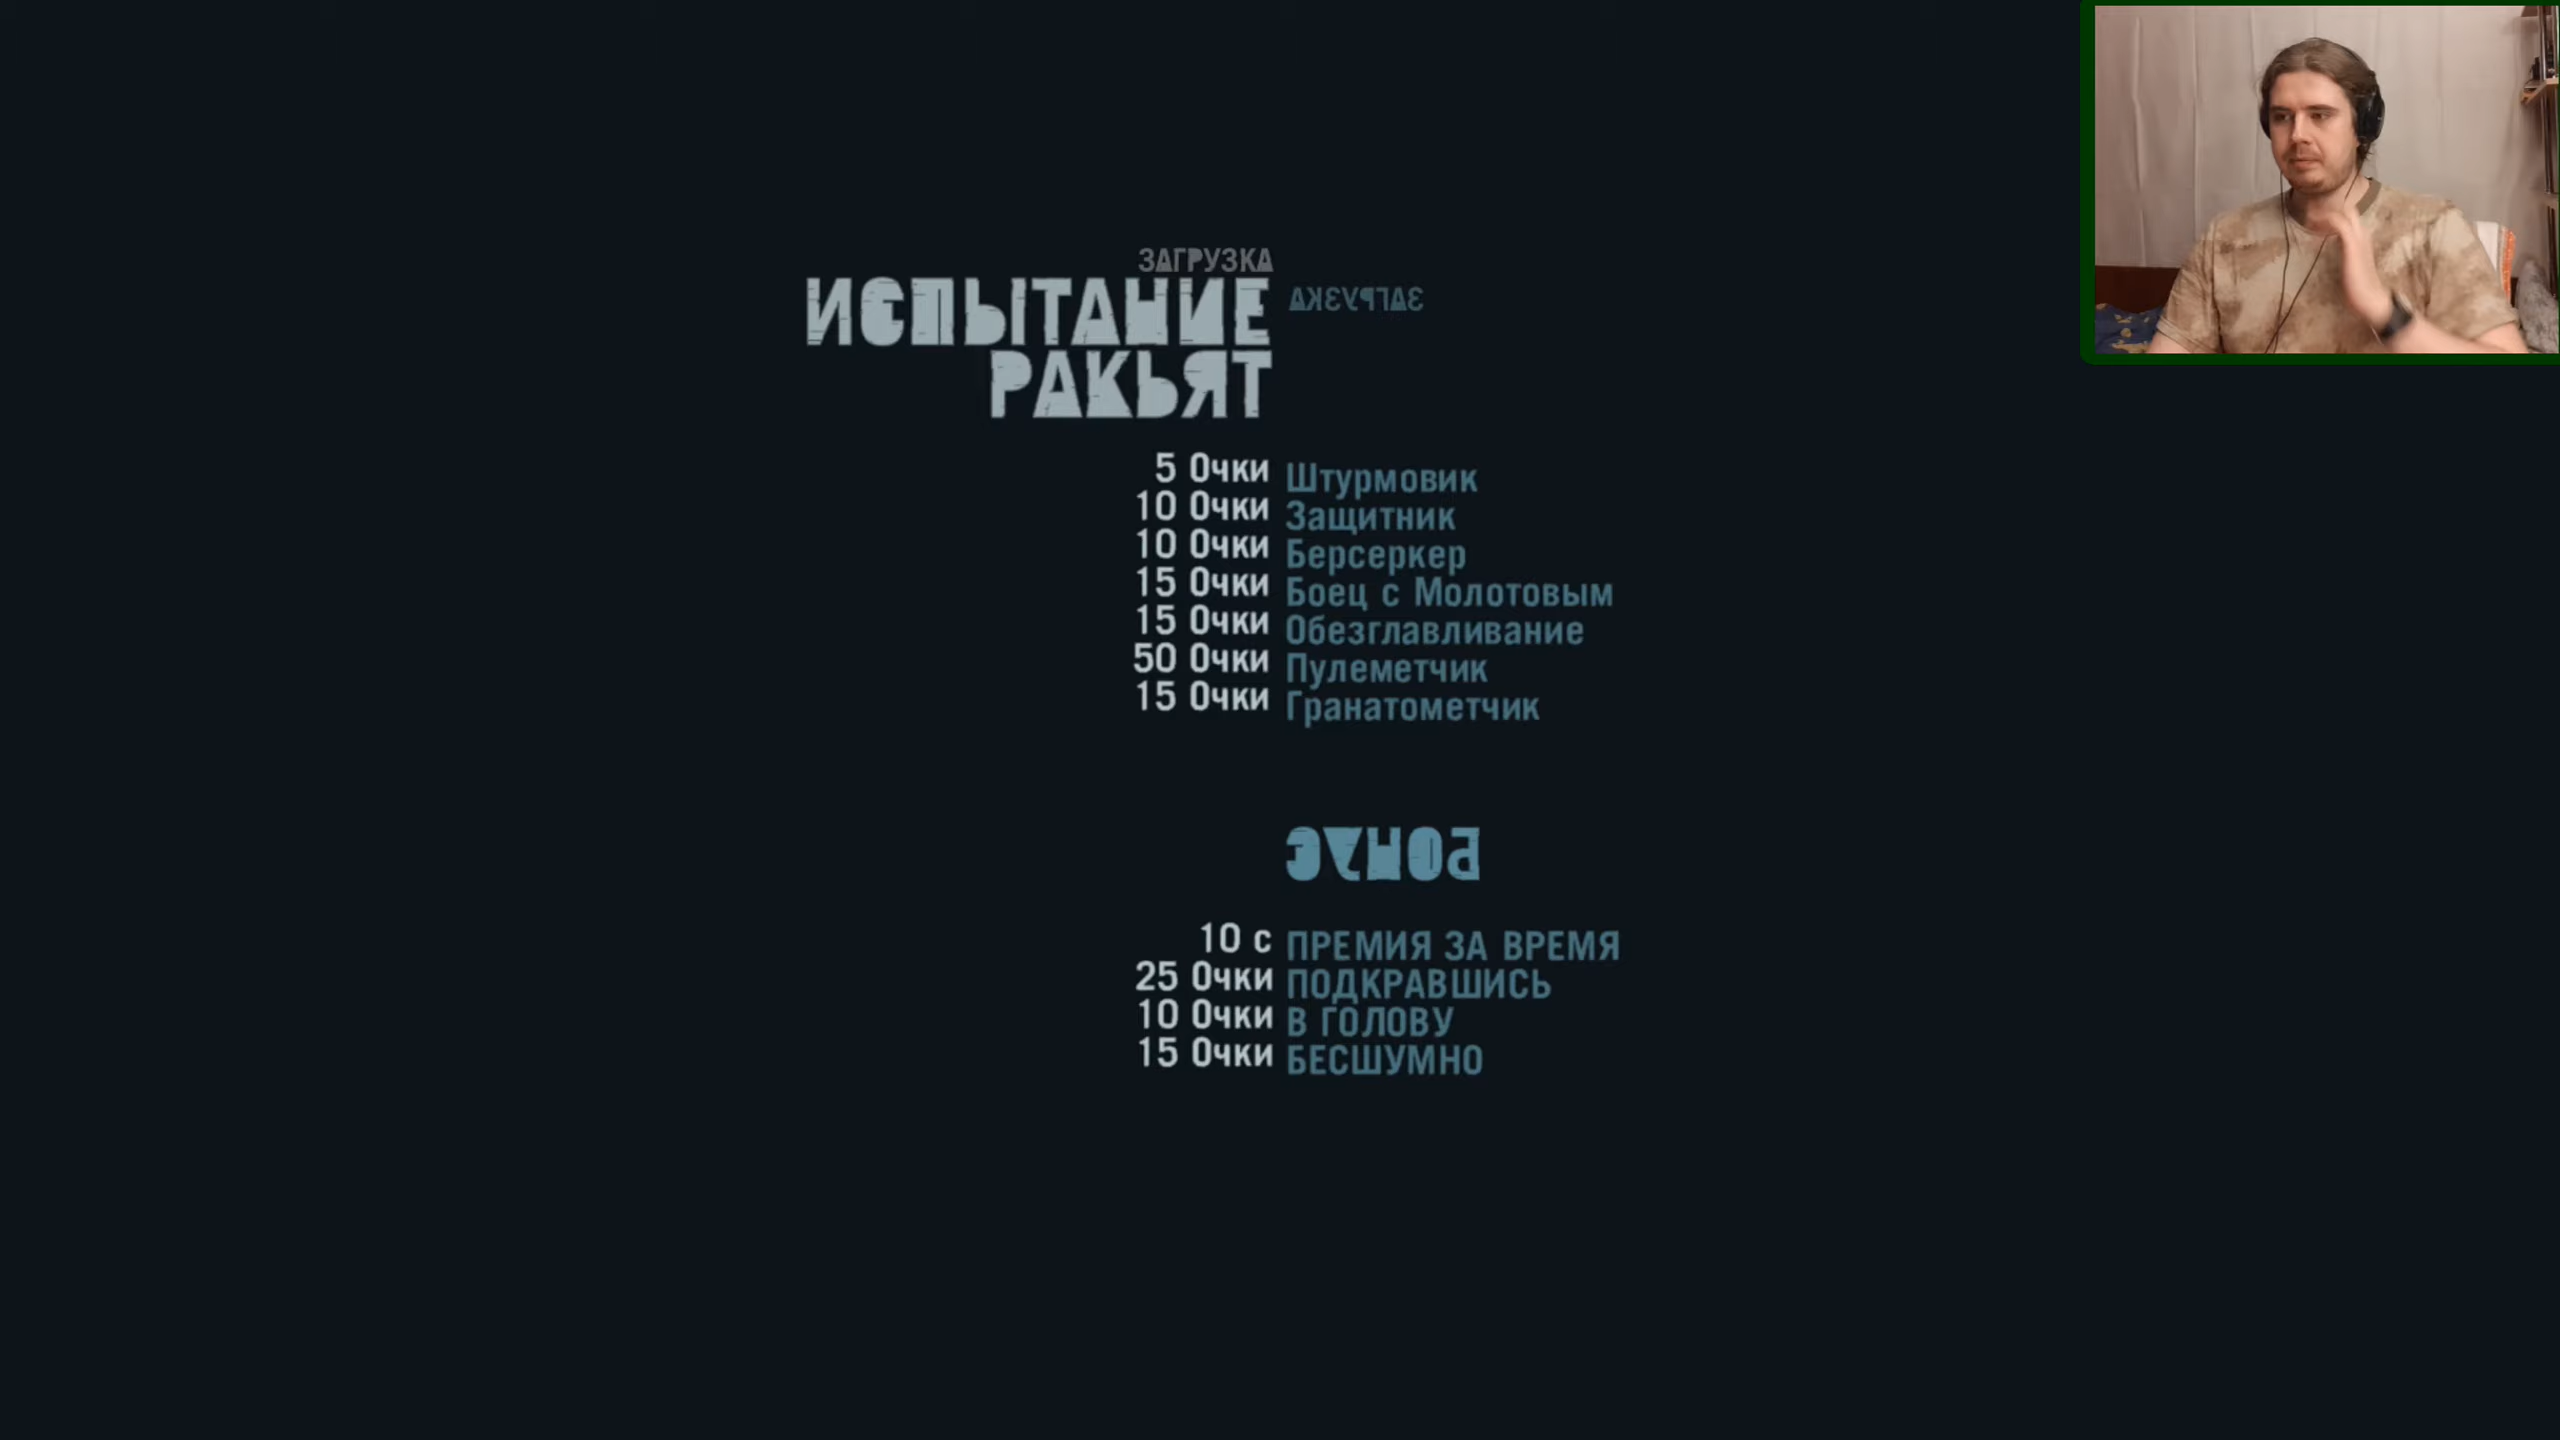 ЗАГРУЗКА
ИСПЫТАНИЕ
ЗАГРУЗКА
РАКЬЯТ
5 Очки Штурмовик
10 Очки Защитник
10 Очки Берсеркер
15 Очки Боец с Молотовым
15 Очки Обезглавливание
50 Очки Пулеметчик
15 Очки Гранатометчик
БОНУС
10 с ПРЕМИЯ ЗА ВРЕМЯ
25 Очки ПОДКРАВШИСЬ
10 Очки В ГОЛОВУ
15 Очки БЕСШУМНО